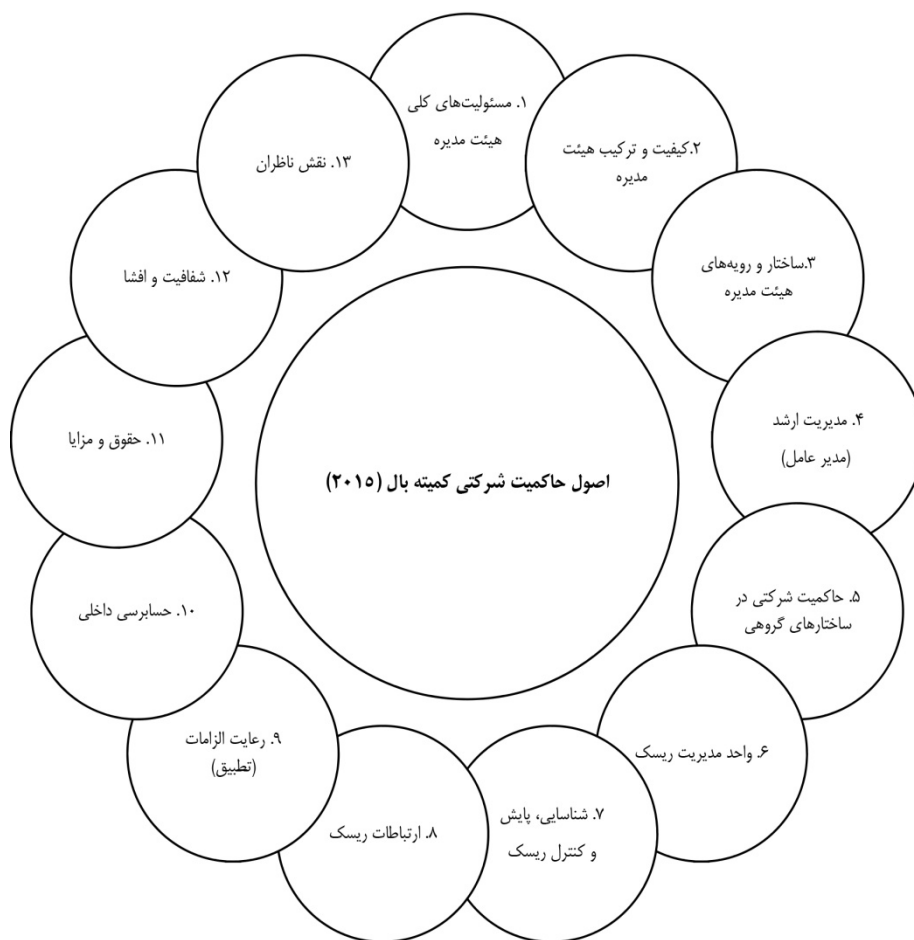 ۱. مسئولیت‌های کلی
هیئت مدیره
۲.کیفیت و ترکیب هیئت
مدیره
۳.ساختار و رویه‌های
هیئت مدیره
۴. مدیریت ارشد
(مدیر عامل)
۵. حاکمیت شرکتی در
ساختارهای گروهی
۶. واحد مدیریت ریسک
۷. شناسایی، پایش
و کنترل ریسک
۸. ارتباطات ریسک
۹. رعایت الزامات
(تطبیق)
۱۰. حسابرسی داخلی
۱۱. حقوق و مزایا
۱۲. شفافیت و افشا
۱۳. نقش ناظران
اصول حاکمیت شرکتی کمیته بال (۲۰۱۵)